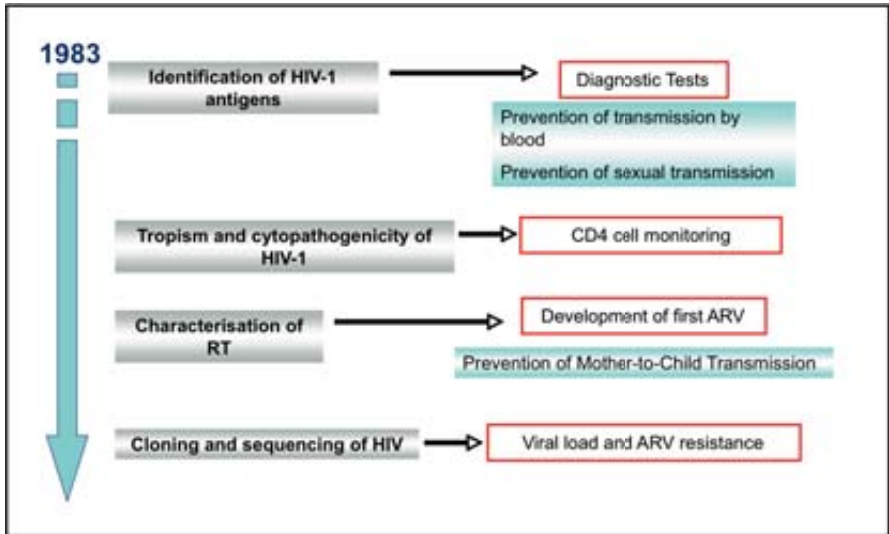 1983
Identification of HIV-1
antigens
Diagnostic Tests
Prevention of transmission by
blood
Prevention of sexual transmission
Tropism and cytopathogenicity of
HIV-1
CD4 cell monitoring
Characterisation of
RT
Development of first ARV
Prevention of Mother-to-Child Transmission
Cloning and sequencing of HIV
Viral load and ARV resistance